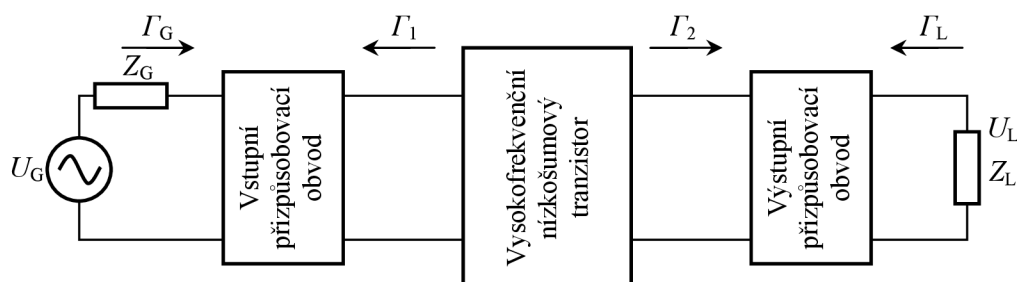 Γ_G
Γ_1
Γ_2
Γ_L
Z_G
U_G
Vstupní
přizpůsobovací
obvod
Vysokofrekvenční
nízkošumový
tranzistor
Výstupní
přizpůsobovací
obvod
U_L
Z_L